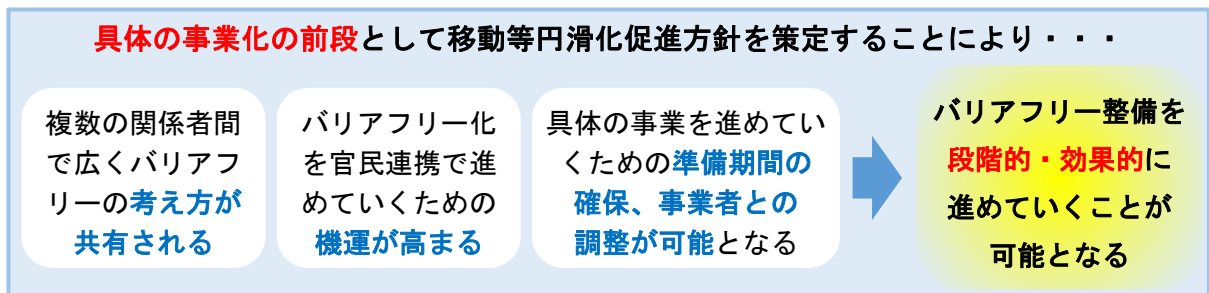 具体の事業化の前段として移動等円滑化促進方針を策定することにより・・・
複数の関係者間
で広くバリアフ
リーの考え方が
共有される
バリアフリー化
を官民連携で進
めていくための
機運が高まる
具体の事業を進めてい
くための準備期間の
確保、事業者との
調整が可能となる
バリアフリー整備を
段階的・効果的に
進めていくことが
可能となる